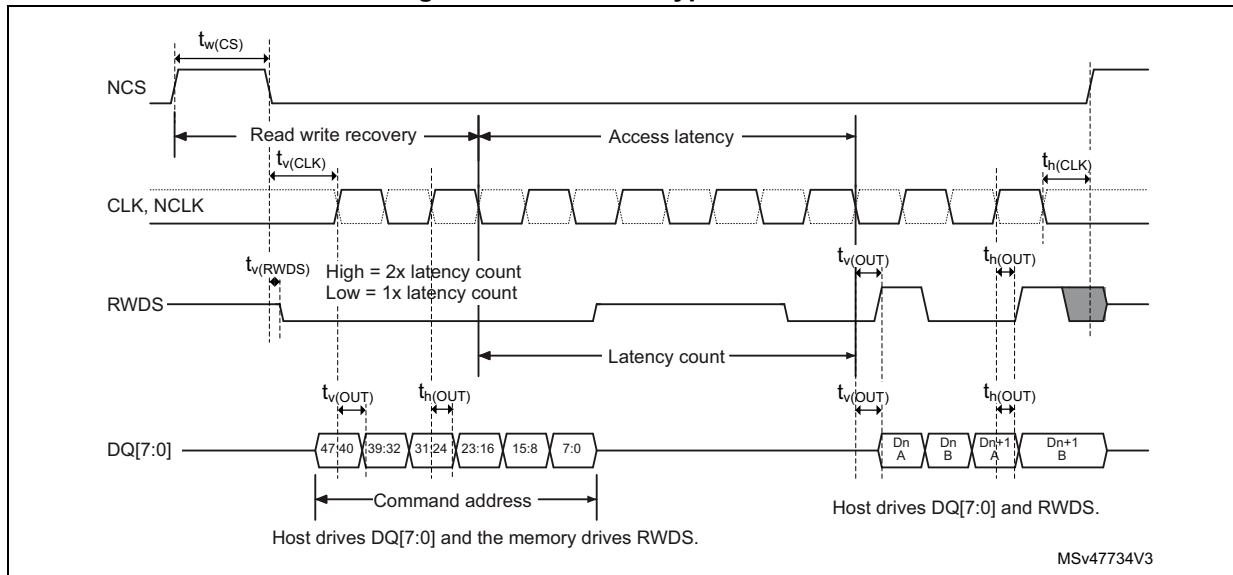 tw(CS)
NCS
Read write recovery
Access latency
tv(CLK)
th(CLK)
CLK, NCLK
tv(RWDS)
High = 2x latency count
Low = 1x latency count
tv(OUT)
th(OUT)
RWDS
Latency count
tv(OUT)
th(OUT)
tv(OUT)
th(OUT)
DQ[7:0]
47:40
39:32
31:24
23:16
15:8
7:0
Dn
A
Dn
B
Dn+1
A
Dn+1
B
Command address
Host drives DQ[7:0] and RWDS.
Host drives DQ[7:0] and the memory drives RWDS.
MSv47734V3